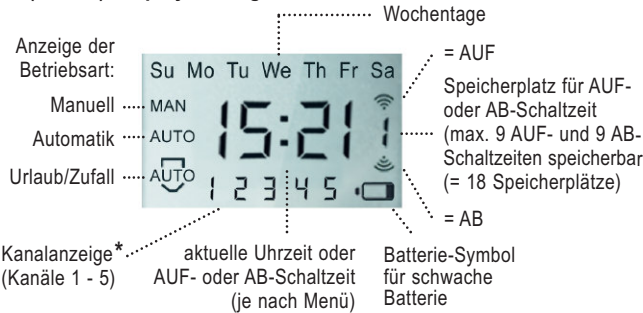 Wochentage
Anzeige der
Betriebsart:
Su Mo Tu We Th Fr Sa
= AUF
Manuell
MAN
15:21
1
Speicherplatz für AUF-
oder AB-Schaltzeit
(max. 9 AUF- und 9 AB-
Schaltzeiten speicherbar
(= 18 Speicherplätze)
Automatik
AUTO
Urlaub/Zufall
AUTO
1 2 3 4 5
= AB
Kanalanzeige*
(Kanäle 1 - 5)
aktuelle Uhrzeit oder
AUF- oder AB-Schaltzeit
(je nach Menü)
Batterie-Symbol
für schwache
Batterie